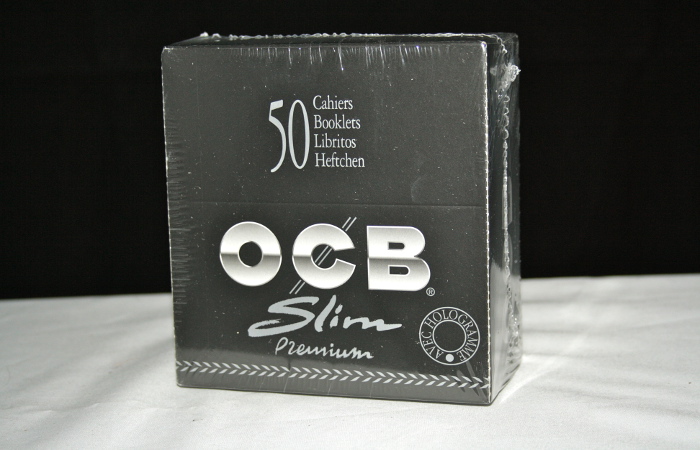 50
Cahiers
Booklets
Libritos
Heftchen
OCB®
Slim
Premium
AVEC HOLOGRAMME